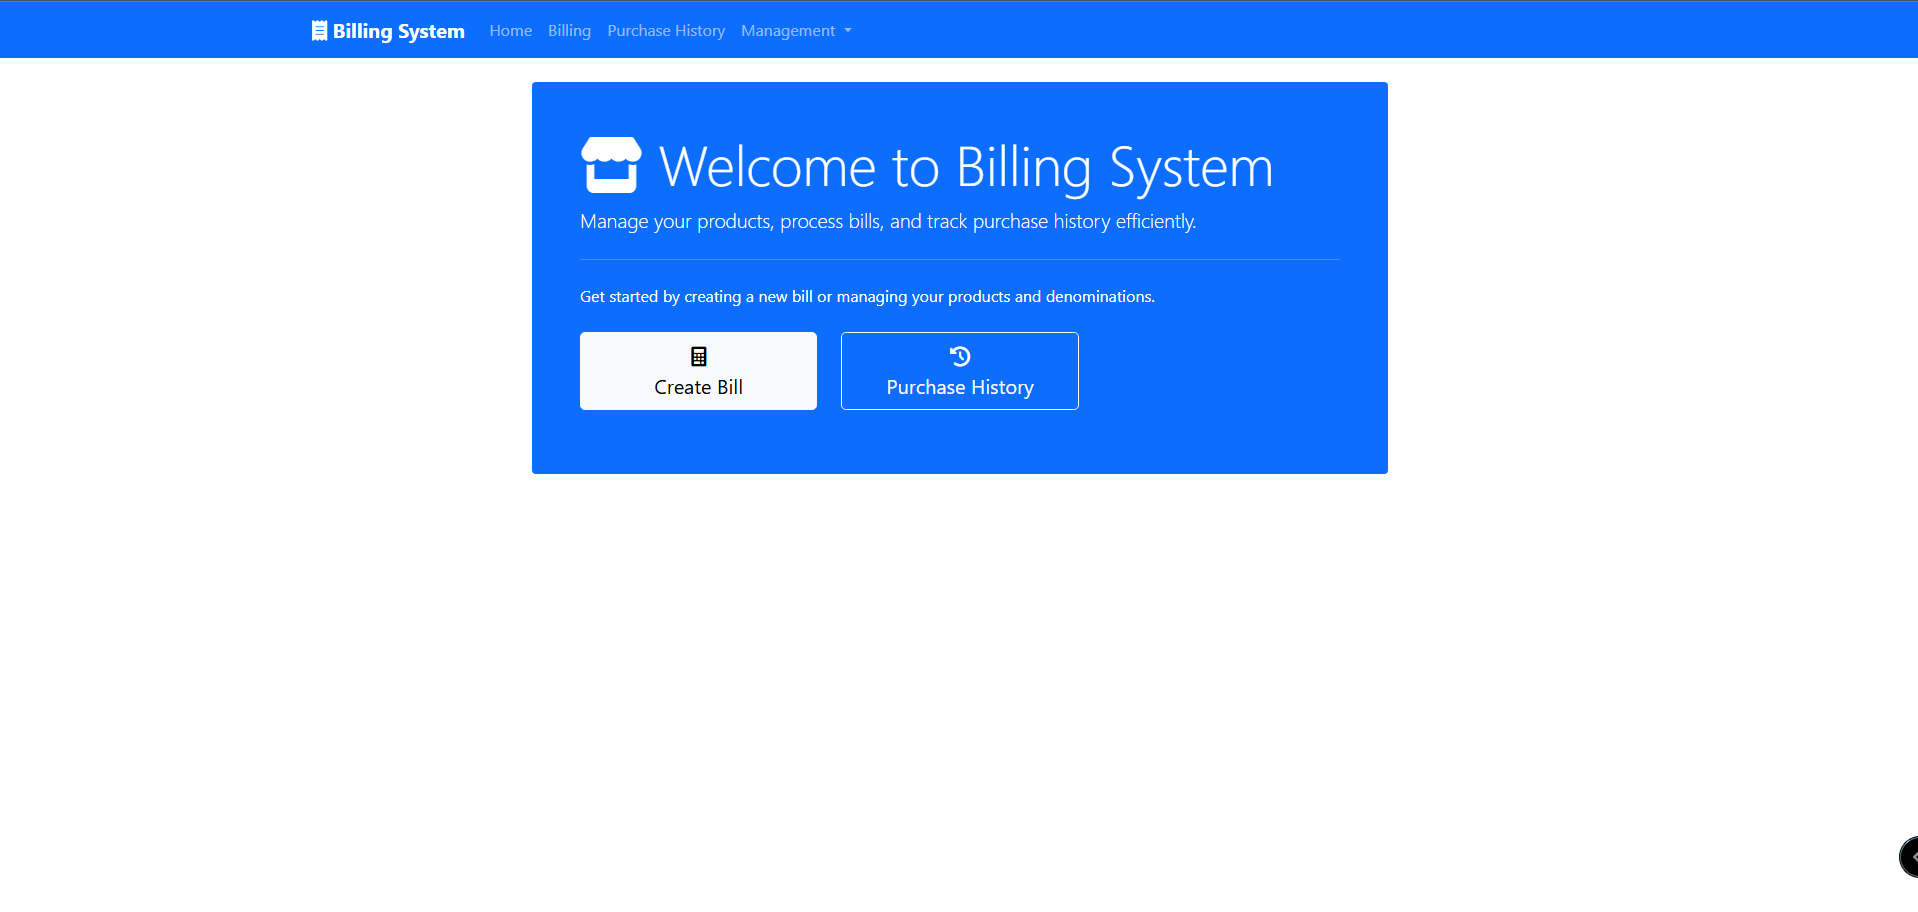 Billing System Home Billing Purchase History Management
Welcome to Billing System
Manage your products, process bills, and track purchase history efficiently.
Get started by creating a new bill or managing your products and denominations.
Create Bill
Purchase History